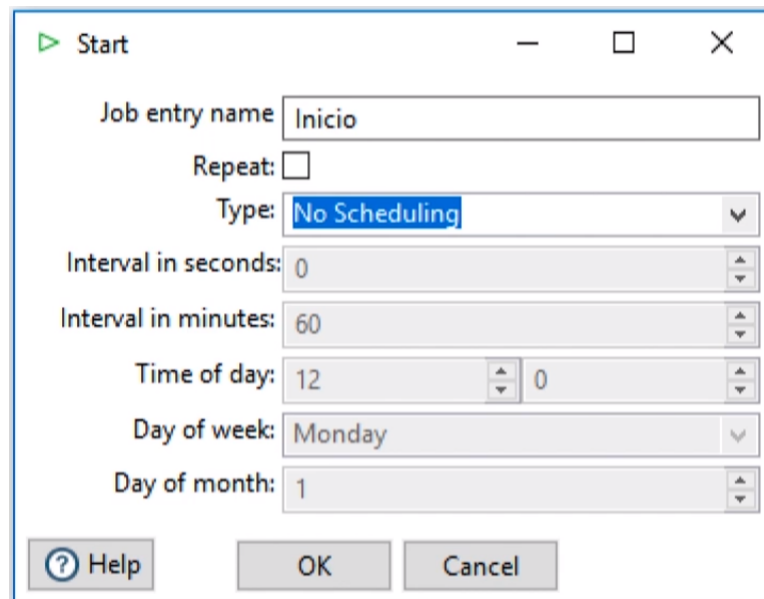 Start
Job entry name Inicio
Repeat:
Type: No Scheduling
Interval in seconds: 0
Interval in minutes: 60
Time of day: 12 0
Day of week: Monday
Day of month: 1
Help OK Cancel